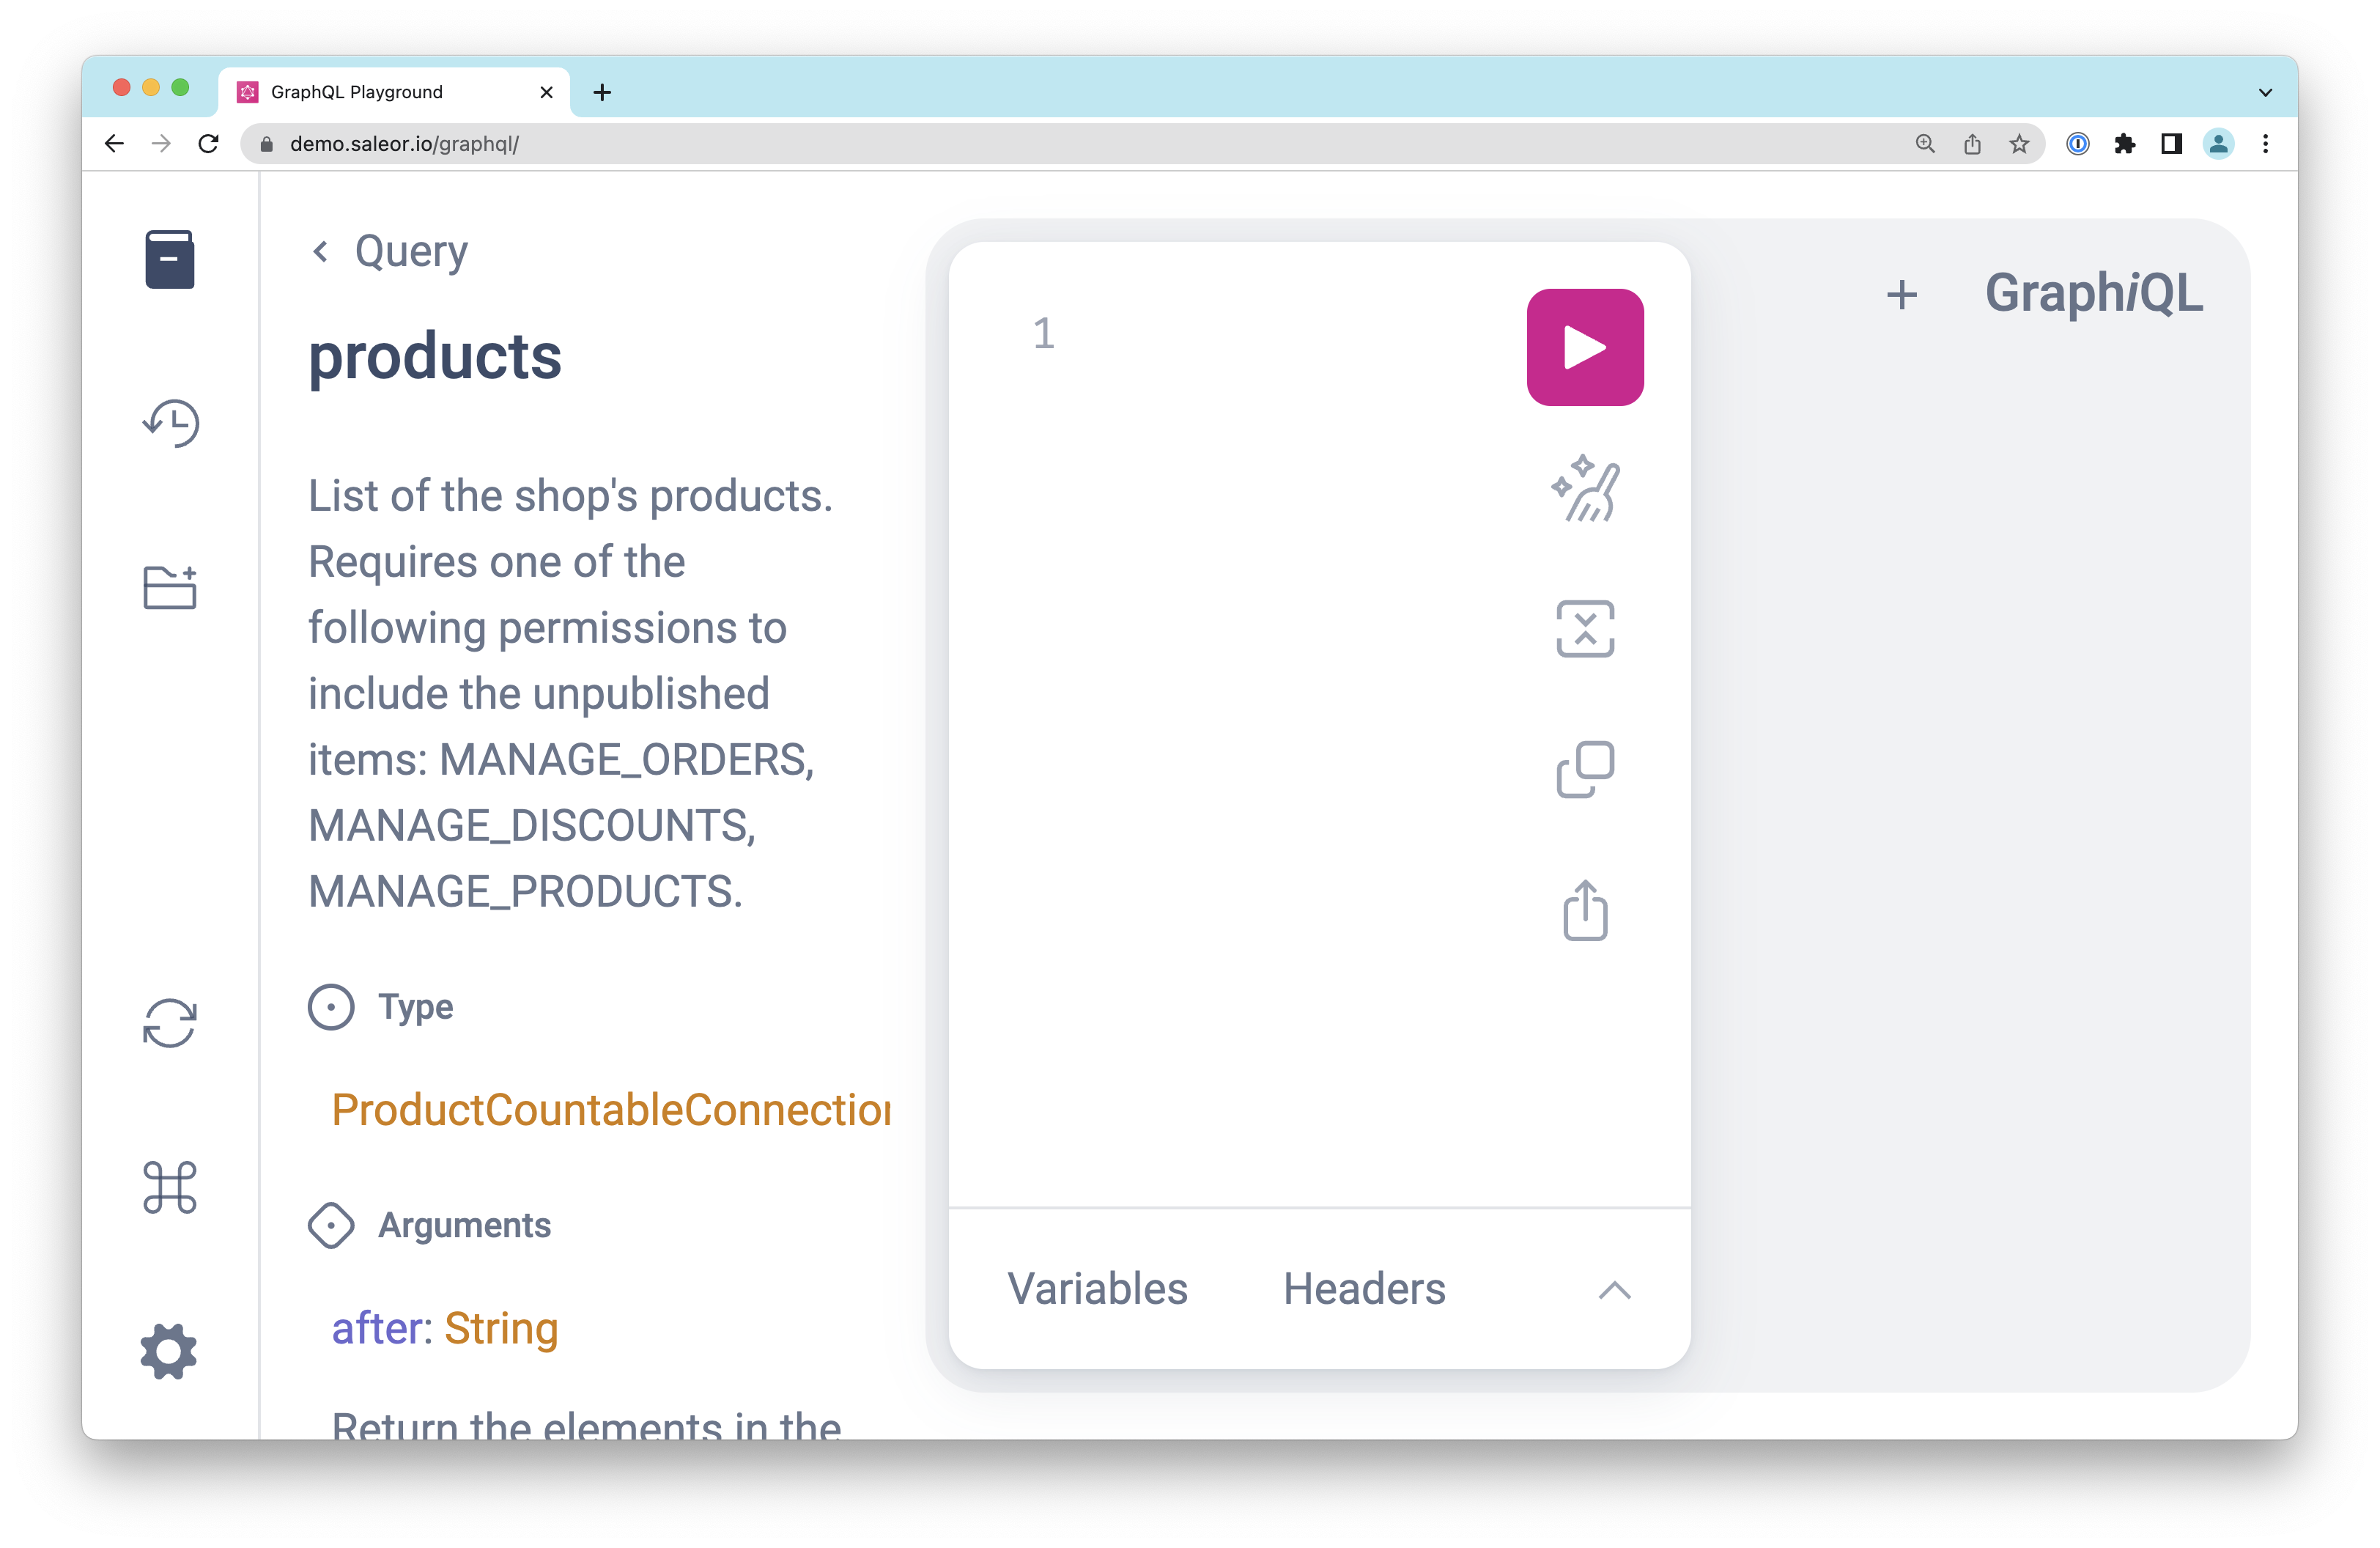 GraphQL Playground
demo.saleor.io/graphql/
Query
products
List of the shop's products.
Requires one of the
following permissions to
include the unpublished
items: MANAGE_ORDERS,
MANAGE_DISCOUNTS,
MANAGE_PRODUCTS.
Type
ProductCountableConnection
Arguments
after: String
Return the elements in the
1
GraphiQL
Variables
Headers